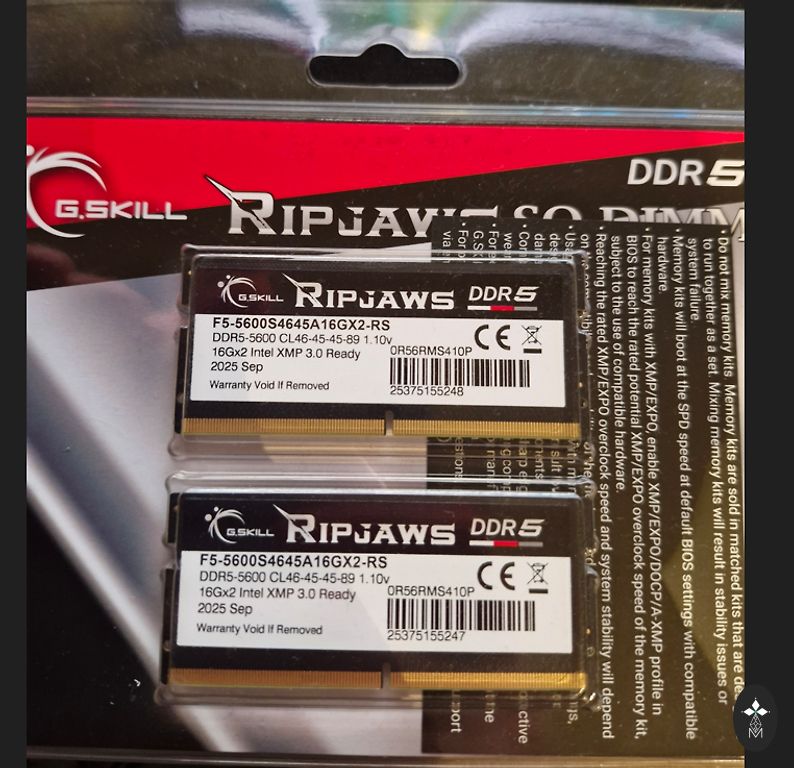 DDR5
G.SKILL
RIPJAWS SO-DIMM
G.SKILL RIPJAWS DDR5
F5-5600S4645A16GX2-RS
DDR5-5600 CL46-45-45-89 1.10v
16Gx2 Intel XMP 3.0 Ready
0R56RMS410P
2025 Sep
Warranty Void If Removed
25375155248
CE
G.SKILL RIPJAWS DDR5
F5-5600S4645A16GX2-RS
DDR5-5600 CL46-45-45-89 1.10v
16Gx2 Intel XMP 3.0 Ready
0R56RMS410P
2025 Sep
Warranty Void If Removed
25375155247
CE
• Do not mix memory kits. Memory kits are sold in matched kits that are
to run together as a set. Mixing memory kits will result in stability issues or
system failure.
• Memory kits will boot at the SPD speed at default BIOS settings with compatible
hardware.
• For memory kits with XMP/EXPO, enable XMP/EXPO/DOCP/A-XMP profile in
BIOS to reach the rated potential XMP/EXPO overclock speed of the memory kit,
subject to the use of compatible hardware.
• Reaching the rated XMP/EXPO overclock speed and system stability will depend
M